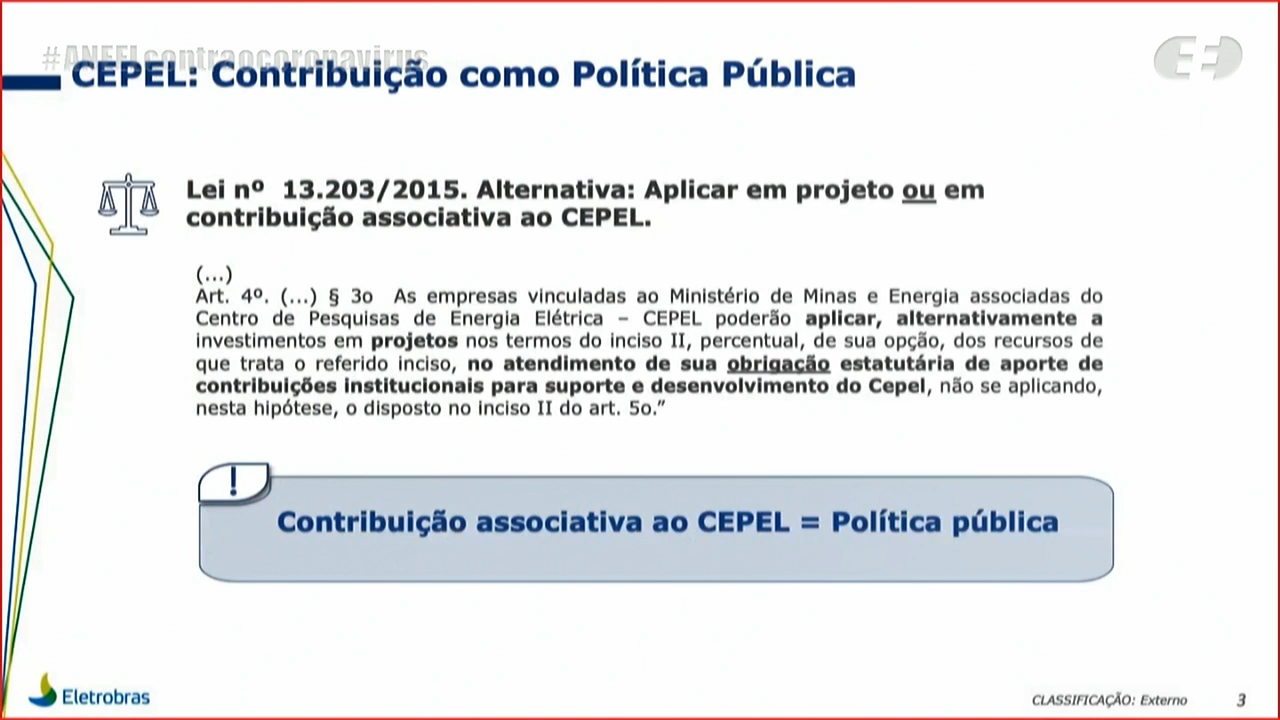 #ANEELcontraocoronavirus
CEPEL: Contribuição como Política Pública
Lei nº 13.203/2015. Alternativa: Aplicar em projeto ou em
contribuição associativa ao CEPEL.
(...)
Art. 4º. (...) § 3o As empresas vinculadas ao Ministério de Minas e Energia associadas do
Centro de Pesquisas de Energia Elétrica – CEPEL poderão aplicar, alternativamente a
investimentos em projetos nos termos do inciso II, percentual, de sua opção, dos recursos de
que trata o referido inciso, no atendimento de sua obrigação estatutária de aporte de
contribuições institucionais para suporte e desenvolvimento do Cepel, não se aplicando,
nesta hipótese, o disposto no inciso II do art. 5o.”
!
Contribuição associativa ao CEPEL = Política pública
Eletrobras
CLASSIFICAÇÃO: Externo
3